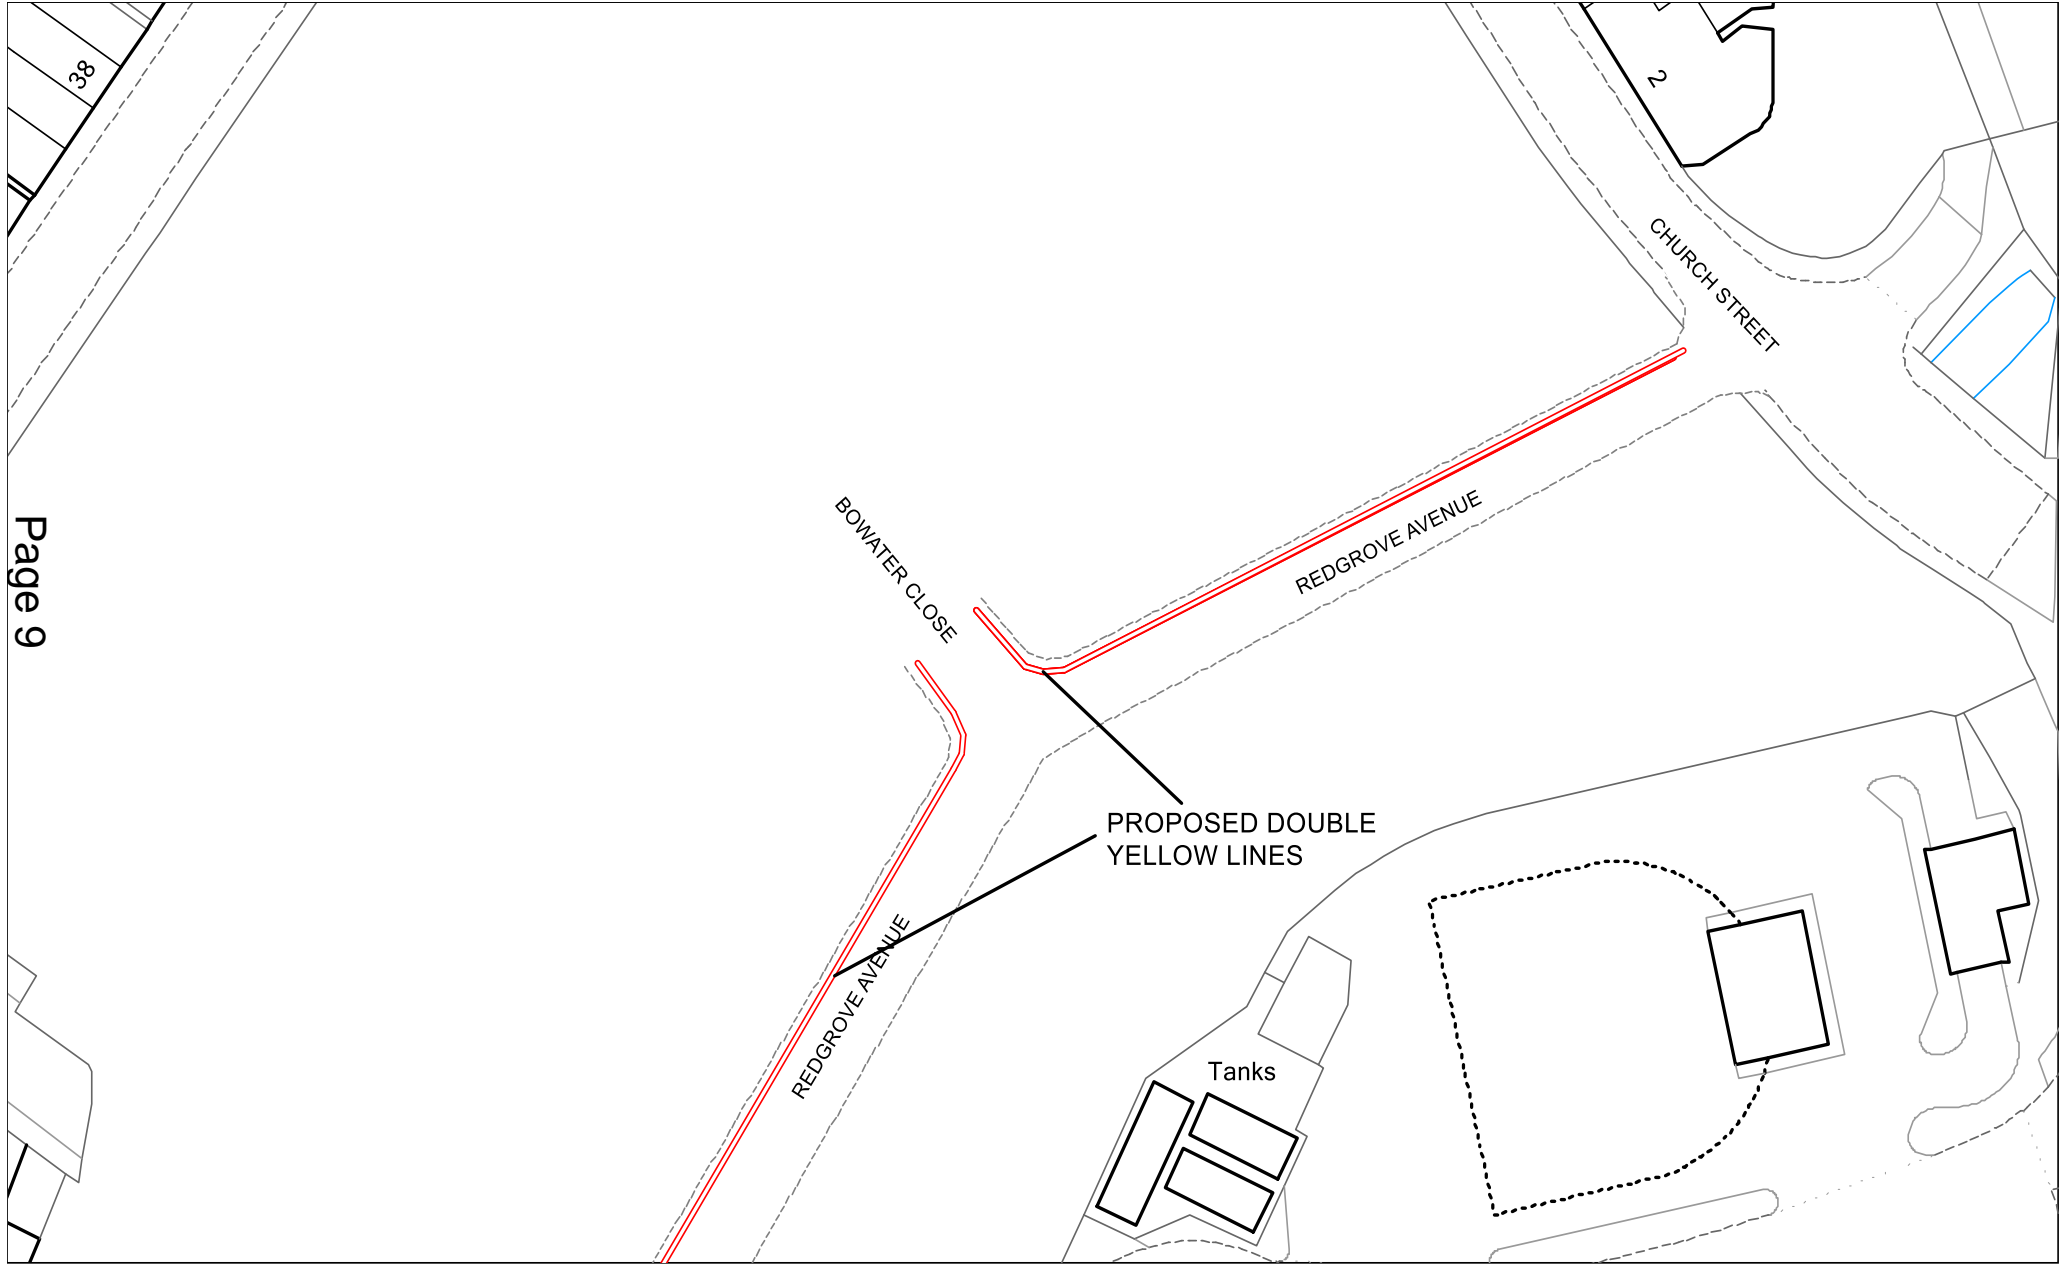 38
2
CHURCH STREET
Page 9
BOWATER CLOSE
REDGROVE AVENUE
PROPOSED DOUBLE
YELLOW LINES
REDGROVE AVENUE
Tanks